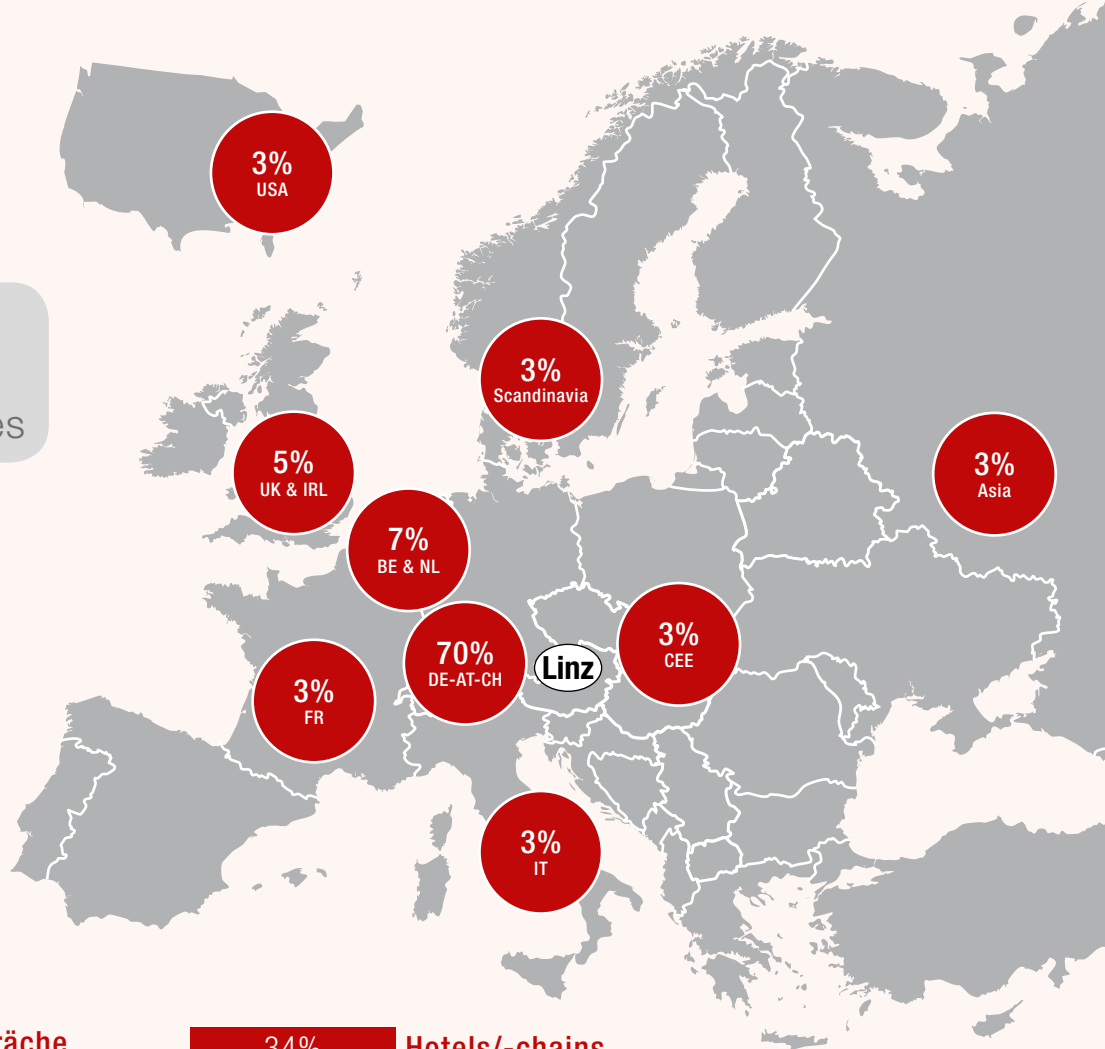 3%
USA
3%
Scandinavia
5%
UK & IRL
3%
Asia
7%
BE & NL
70%
DE-AT-CH
Linz
3%
CEE
3%
FR
3%
IT
34%
Hotels/-chains